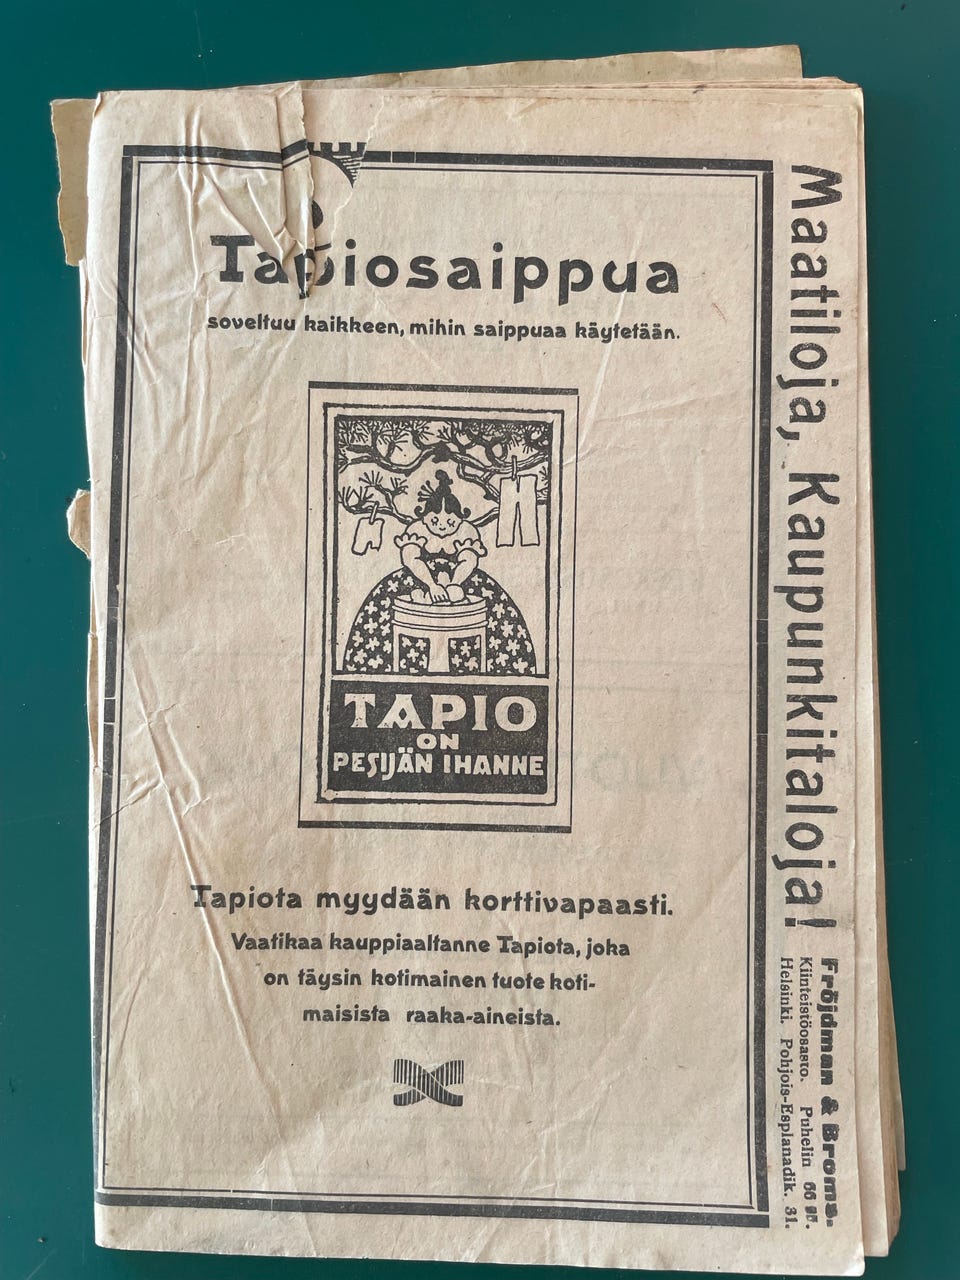 Tapiosaippua
soveltuu kaikkeen, mihin saippuaa käytetään.
TAPIO
ON
PESIJÄN IHANNE
Tapiota myydään korttivapaasti.
Vaatikaa kauppiaaltanne Tapiota, joka
on täysin kotimainen tuote koti-
maisista raaka-aineista.
Maatiloja, Kaupunkitaloja!
Fröjdman & Broms.
Kiinteistöosasto. Puhelin 66
Helsinki. Pohjois-Esplanadik. 31.